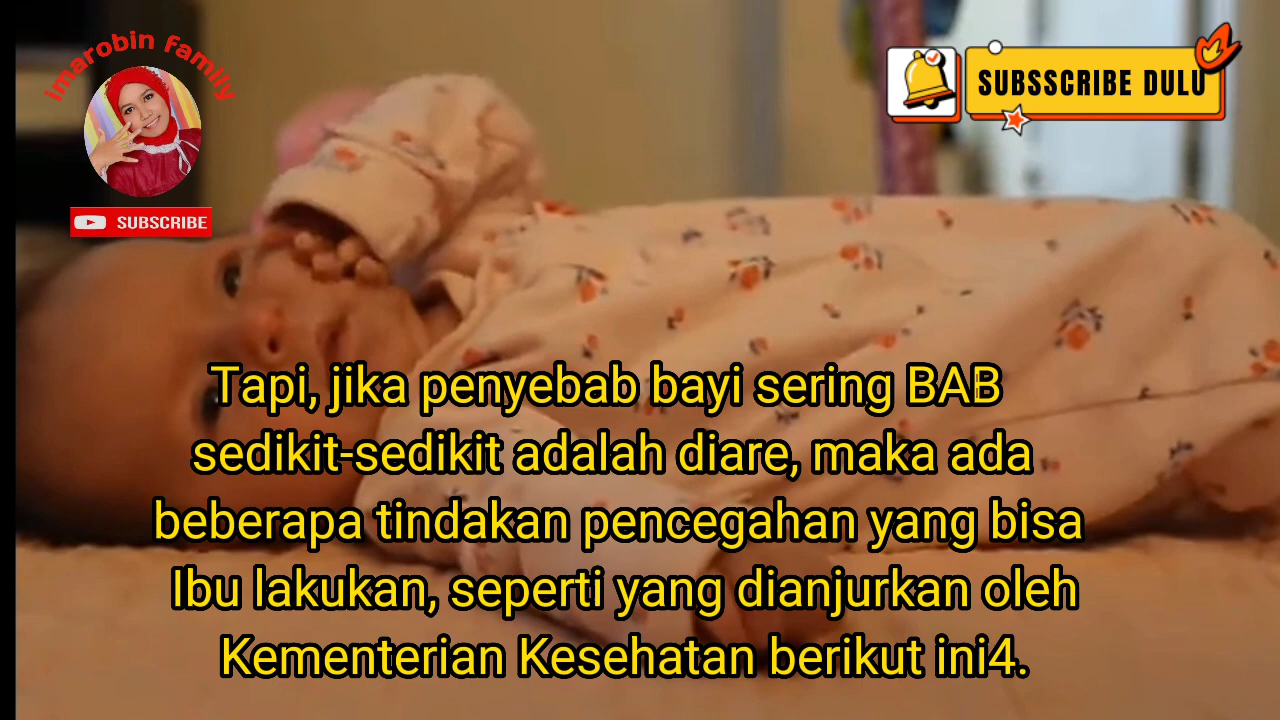 imarobin family
SUBSCRIBE
SUBSSCRIBE DULU
Tapi, jika penyebab bayi sering BAB
sedikit-sedikit adalah diare, maka ada
beberapa tindakan pencegahan yang bisa
Ibu lakukan, seperti yang dianjurkan oleh
Kementerian Kesehatan berikut ini4.